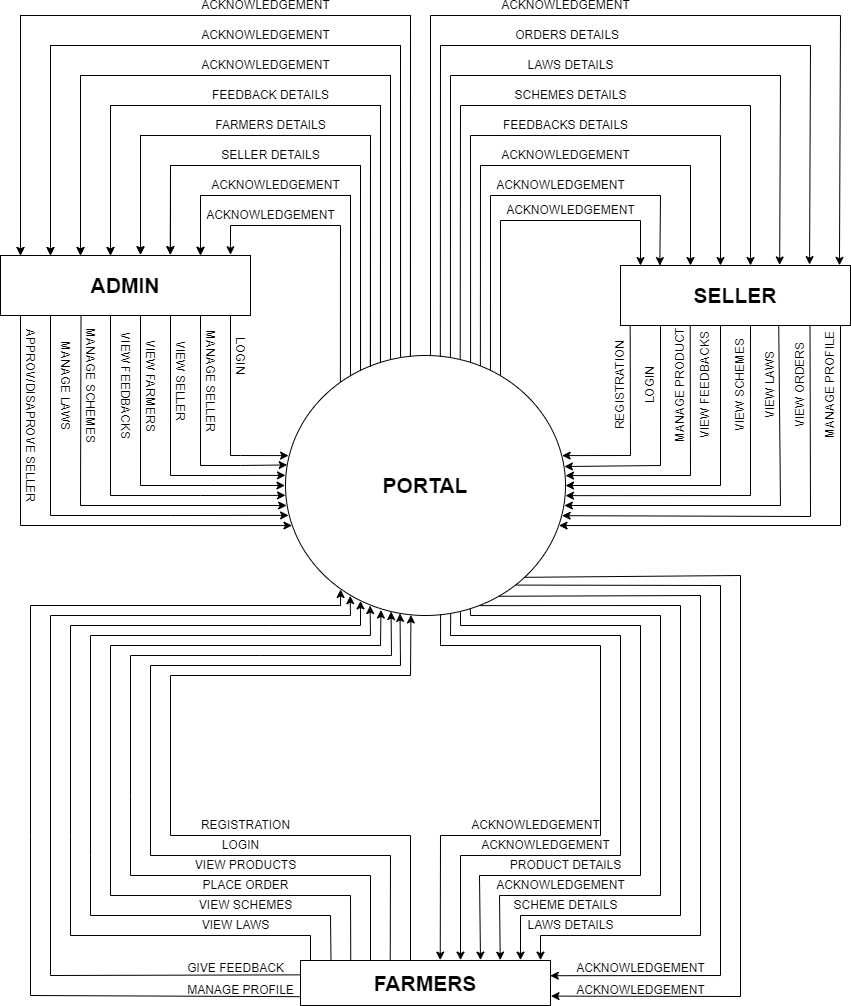 ACKNOWLEDGEMENT
ACKNOWLEDGEMENT
ACKNOWLEDGEMENT
FEEDBACK DETAILS
FARMERS DETAILS
SELLER DETAILS
ACKNOWLEDGEMENT
ACKNOWLEDGEMENT
ADMIN
APPROV/DISAPROVE SELLER
MANAGE LAWS
MANAGE SCHEMES
VIEW FEEDBACKS
VIEW FARMERS
VIEW SELLER
MANAGE SELLER
LOGIN
ACKNOWLEDGEMENT
ORDERS DETAILS
LAWS DETAILS
SCHEMES DETAILS
FEEDBACKS DETAILS
ACKNOWLEDGEMENT
ACKNOWLEDGEMENT
ACKNOWLEDGEMENT
SELLER
REGISTRATION
LOGIN
MANAGE PRODUCT
VIEW FEEDBACKS
VIEW SCHEMES
VIEW LAWS
VIEW ORDERS
MANAGE PROFILE
PORTAL
REGISTRATION
LOGIN
VIEW PRODUCTS
PLACE ORDER
VIEW SCHEMES
VIEW LAWS
GIVE FEEDBACK
MANAGE PROFILE
ACKNOWLEDGEMENT
ACKNOWLEDGEMENT
PRODUCT DETAILS
ACKNOWLEDGEMENT
SCHEME DETAILS
LAWS DETAILS
ACKNOWLEDGEMENT
ACKNOWLEDGEMENT
FARMERS